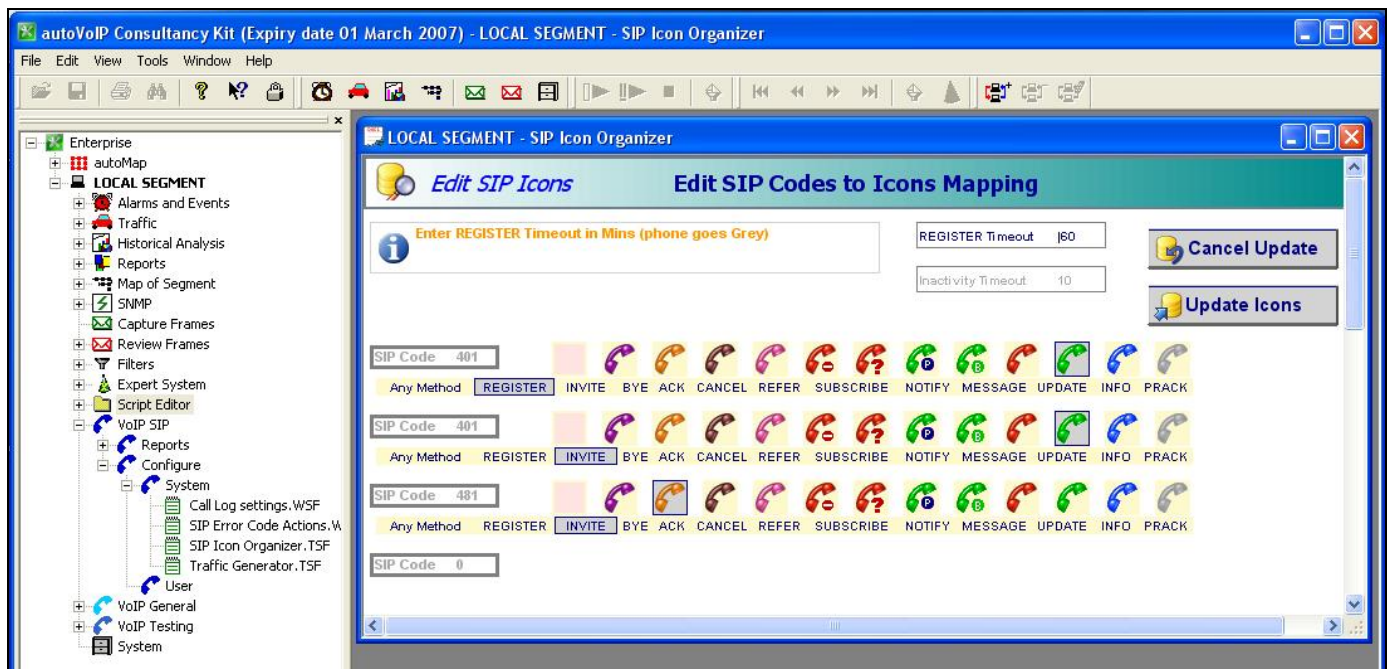 autoVoIP Consultancy Kit (Expiry date 01 March 2007) - LOCAL SEGMENT - SIP Icon Organizer
File Edit View Tools Window Help
Enterprise
autoMap
LOCAL SEGMENT
Alarms and Events
Traffic
Historical Analysis
Reports
Map of Segment
SNMP
Capture Frames
Review Frames
Filters
Expert System
Script Editor
VoIP SIP
Reports
Configure
System
Call Log settings.WSF
SIP Error Code Actions.W
SIP Icon Organizer.TSF
Traffic Generator.TSF
User
VoIP General
VoIP Testing
System
LOCAL SEGMENT - SIP Icon Organizer
Edit SIP Icons Edit SIP Codes to Icons Mapping
Enter REGISTER Timeout in Mins (phone goes Grey)
REGISTER Timeout 60
Inactivity Timeout 10
Cancel Update
Update Icons
SIP Code 401
Any Method REGISTER INVITE BYE ACK CANCEL REFER SUBSCRIBE NOTIFY MESSAGE UPDATE INFO PRACK
SIP Code 401
Any Method REGISTER INVITE BYE ACK CANCEL REFER SUBSCRIBE NOTIFY MESSAGE UPDATE INFO PRACK
SIP Code 481
Any Method REGISTER INVITE BYE ACK CANCEL REFER SUBSCRIBE NOTIFY MESSAGE UPDATE INFO PRACK
SIP Code 0